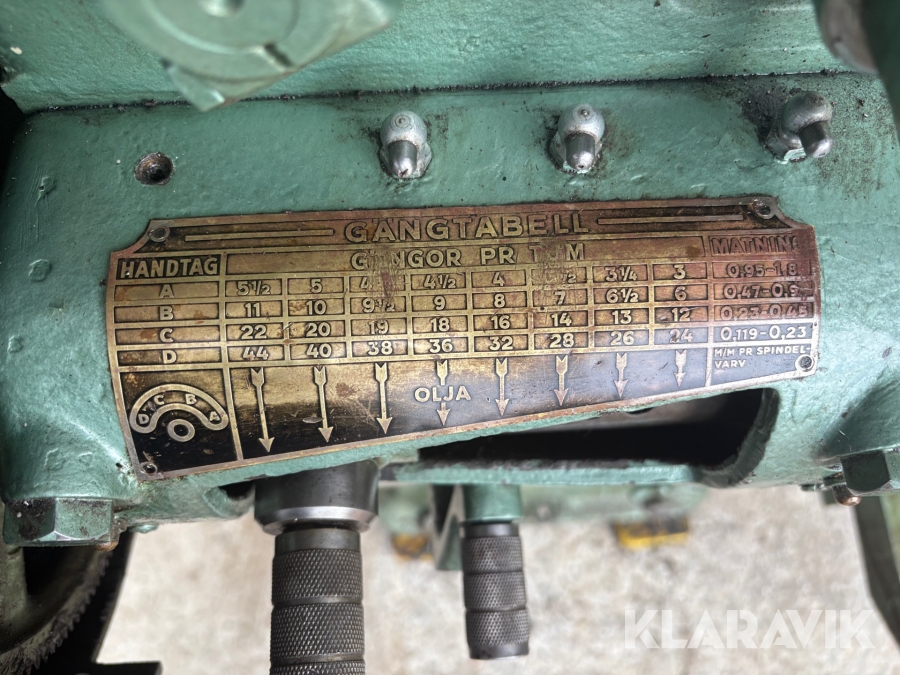 GÄNGTABELL
HANDTAG GÄNGOR PR TUM MATNING
A 5½ 5 4½ 4 3¼ 3 0,95-1,8
B 11 10 9½ 9 8 7 6½ 6 0,47-0,9
C 22 20 19 18 16 14 13 12 0,23-0,45
D 44 40 38 36 32 28 26 24 0,119-0,23
M/M PR SPINDEL-
VARV
OLJA
D C B A
KLARAVIK